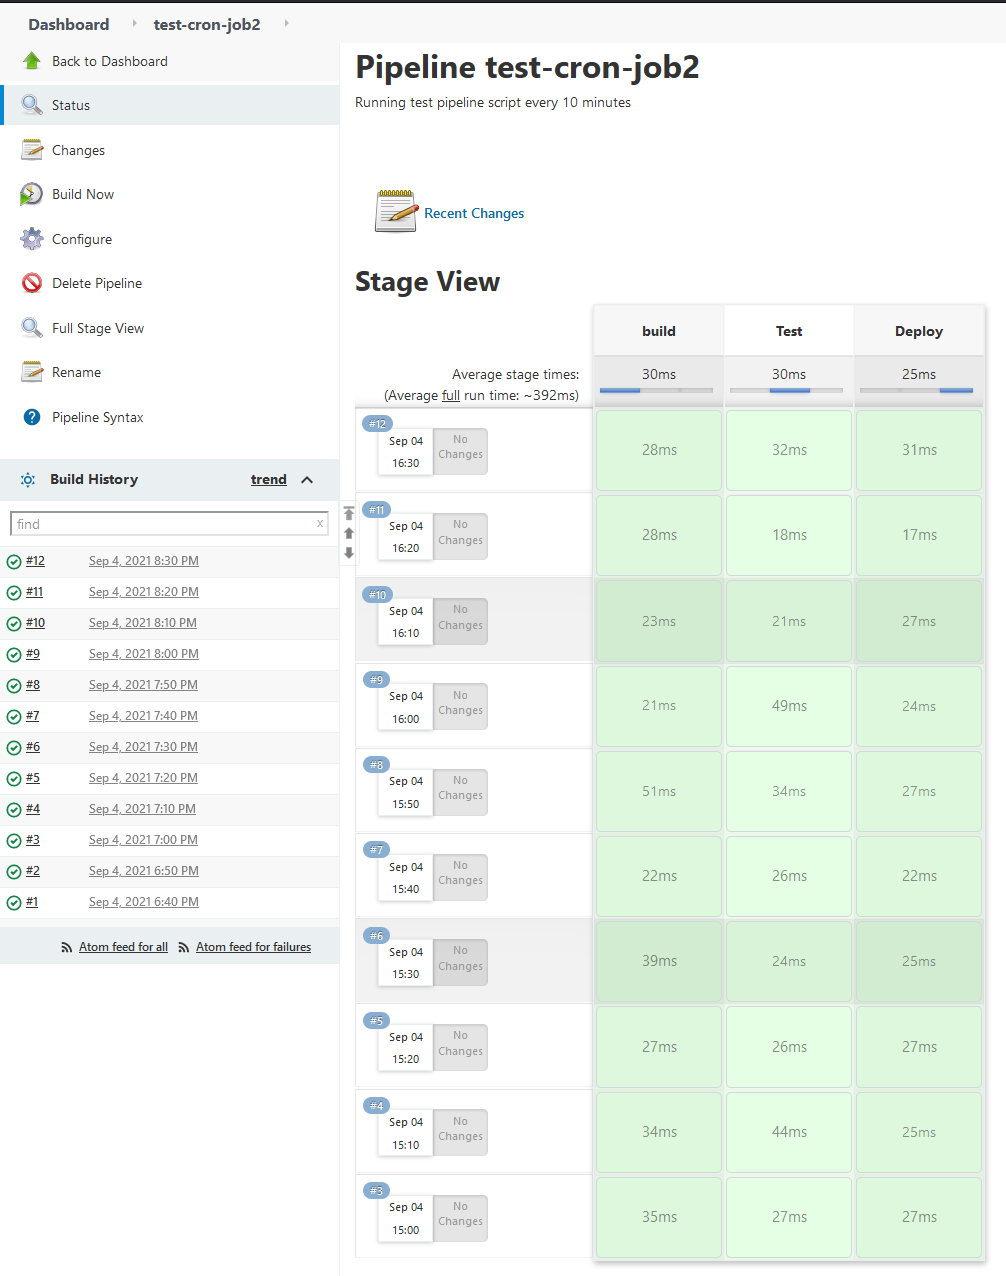 Dashboard test-cron-job2
Back to Dashboard
Status
Changes
Build Now
Configure
Delete Pipeline
Full Stage View
Rename
Pipeline Syntax
Build History trend
find x
#12 Sep 4, 2021 8:30 PM
#11 Sep 4, 2021 8:20 PM
#10 Sep 4, 2021 8:10 PM
#9 Sep 4, 2021 8:00 PM
#8 Sep 4, 2021 7:50 PM
#7 Sep 4, 2021 7:40 PM
#6 Sep 4, 2021 7:30 PM
#5 Sep 4, 2021 7:20 PM
#4 Sep 4, 2021 7:10 PM
#3 Sep 4, 2021 7:00 PM
#2 Sep 4, 2021 6:50 PM
#1 Sep 4, 2021 6:40 PM
Atom feed for all Atom feed for failures
Pipeline test-cron-job2
Running test pipeline script every 10 minutes
Recent Changes
Stage View
build Test Deploy
Average stage times: 30ms 30ms 25ms
(Average full run time: ~392ms)
#12
Sep 04 No
16:30 Changes
28ms 32ms 31ms
#11
Sep 04 No
16:20 Changes
28ms 18ms 17ms
#10
Sep 04 No
16:10 Changes
23ms 21ms 27ms
#9
Sep 04 No
16:00 Changes
21ms 49ms 24ms
#8
Sep 04 No
15:50 Changes
51ms 34ms 27ms
#7
Sep 04 No
15:40 Changes
22ms 26ms 22ms
#6
Sep 04 No
15:30 Changes
39ms 24ms 25ms
#5
Sep 04 No
15:20 Changes
27ms 26ms 27ms
#4
Sep 04 No
15:10 Changes
34ms 44ms 25ms
#3
Sep 04 No
15:00 Changes
35ms 27ms 27ms